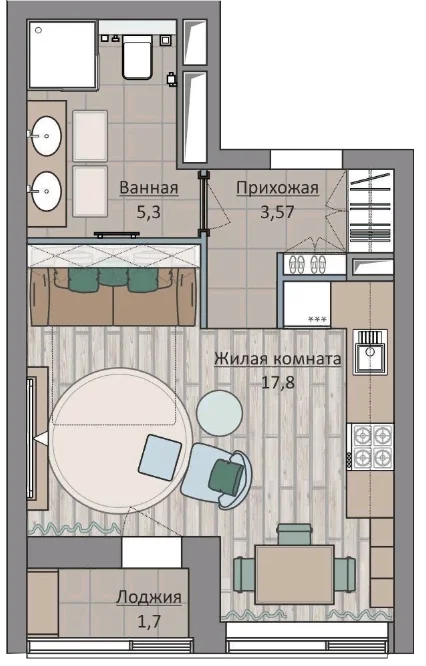 Ванная
5,3
Прихожая
3,57
***
Жилая комната
17,8
Лоджия
1,7